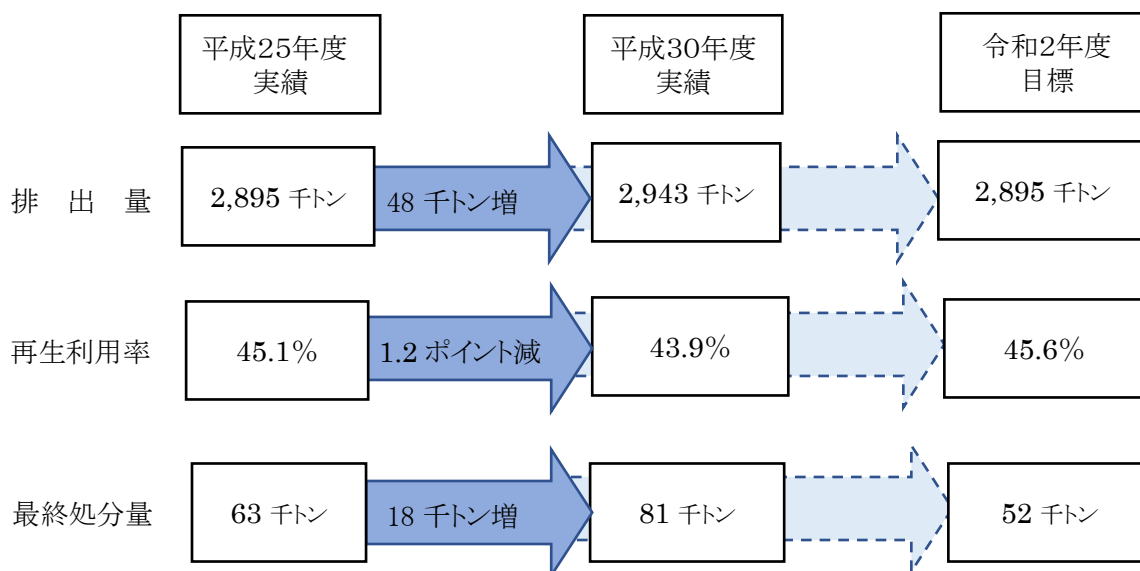 平成25年度
実績
平成30年度
実績
令和2年度
目標
排出量
2,895 千トン
48 千トン増
2,943 千トン
2,895 千トン
再生利用率
45.1%
1.2 ポイント減
43.9%
45.6%
最終処分量
63 千トン
18 千トン増
81 千トン
52 千トン